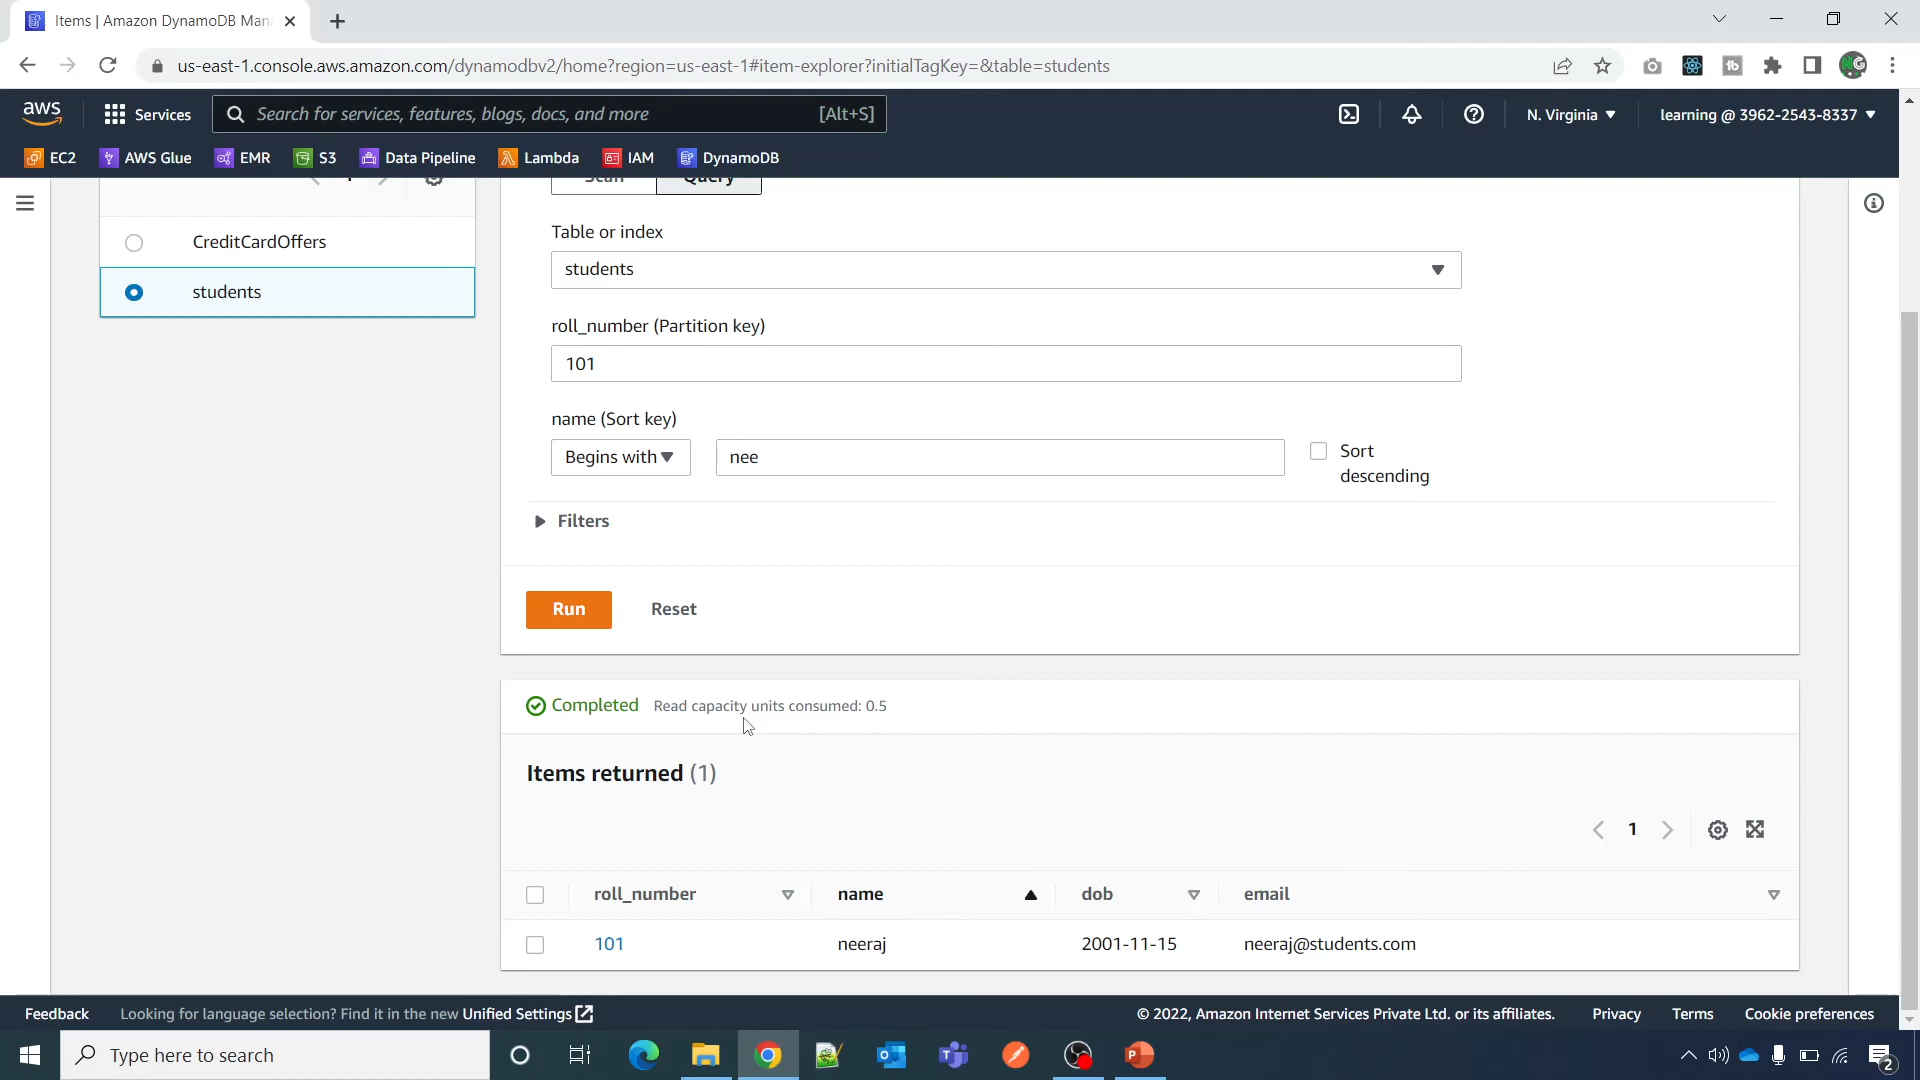 Items | Amazon DynamoDB Man
us-east-1.console.aws.amazon.com/dynamodbv2/home?region=us-east-1#item-explorer?initialTagKey=&table=students
aws Services Search for services, features, blogs, docs, and more [Alt+S] N. Virginia ▼ learning @ 3962-2543-8337 ▼
EC2 AWS Glue EMR S3 Data Pipeline Lambda IAM DynamoDB
Scan Query
Table or index
CreditCardOffers
students
students
roll_number (Partition key)
101
name (Sort key)
Begins with nee
Sort descending
Filters
Run Reset
Completed Read capacity units consumed: 0.5
Items returned (1)
1
roll_number name dob email
101 neeraj 2001-11-15 neeraj@students.com
Feedback Looking for language selection? Find it in the new Unified Settings © 2022, Amazon Internet Services Private Ltd. or its affiliates. Privacy Terms Cookie preferences
Type here to search 2